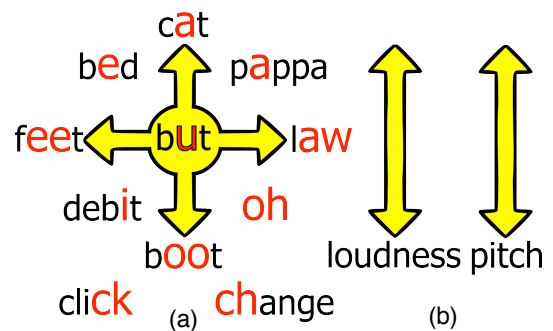 cat
bed pappa
feet but law
debit oh
boot
loudness pitch
click change
(a) (b)